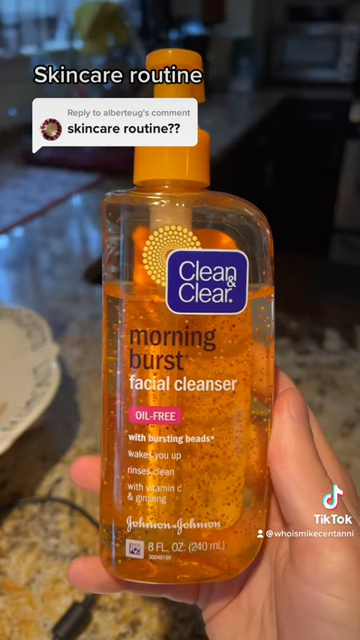 Skincare routine
Reply to alberteug's comment
skincare routine??
Clean
&
Clear.
morning
burst
facial cleanser
OIL-FREE
with bursting beads*
wakes you up
rinses clean
with vitamin c
& ginseng
Johnson & Johnson
8 FL. OZ. (240 mL)
TikTok
@whoismikecentanni